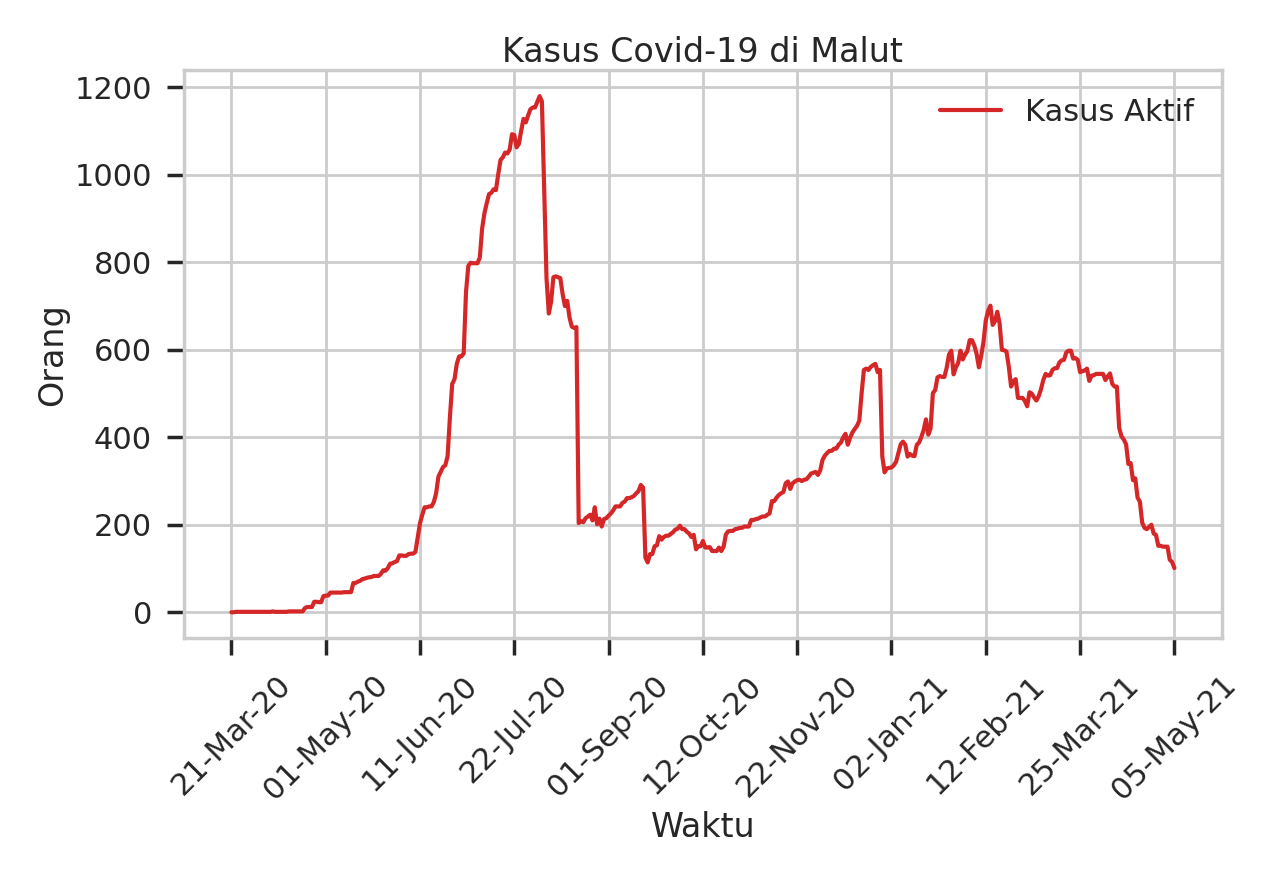 Kasus Covid-19 di Malut
Kasus Aktif
Orang
1200
1000
800
600
400
200
0
21-Mar-20
01-May-20
11-Jun-20
22-Jul-20
01-Sep-20
12-Oct-20
22-Nov-20
02-Jan-21
12-Feb-21
25-Mar-21
05-May-21
Waktu